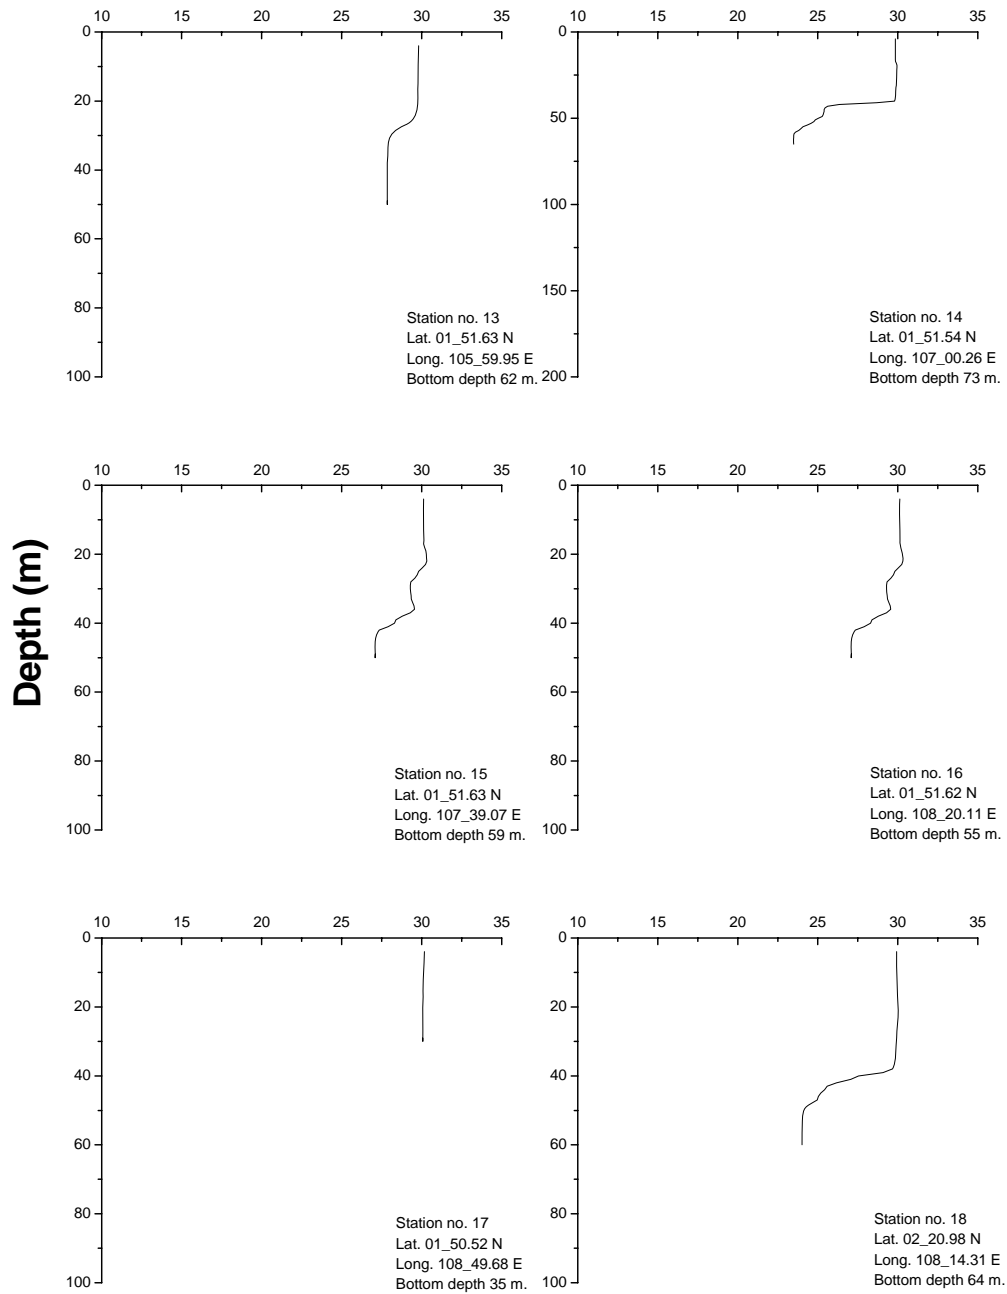 10 15 20 25 30 35
0
20
40
60
80
100
Station no. 13
Lat. 01_51.63 N
Long. 105_59.95 E
Bottom depth 62 m.
10 15 20 25 30 35
0
50
100
150
200
Station no. 14
Lat. 01_51.54 N
Long. 107_00.26 E
Bottom depth 73 m.
Depth (m)
10 15 20 25 30 35
0
20
40
60
80
100
Station no. 15
Lat. 01_51.63 N
Long. 107_39.07 E
Bottom depth 59 m.
10 15 20 25 30 35
0
20
40
60
80
100
Station no. 16
Lat. 01_51.62 N
Long. 108_20.11 E
Bottom depth 55 m.
10 15 20 25 30 35
0
20
40
60
80
100
Station no. 17
Lat. 01_50.52 N
Long. 108_49.68 E
Bottom depth 35 m.
10 15 20 25 30 35
0
20
40
60
80
100
Station no. 18
Lat. 02_20.98 N
Long. 108_14.31 E
Bottom depth 64 m.